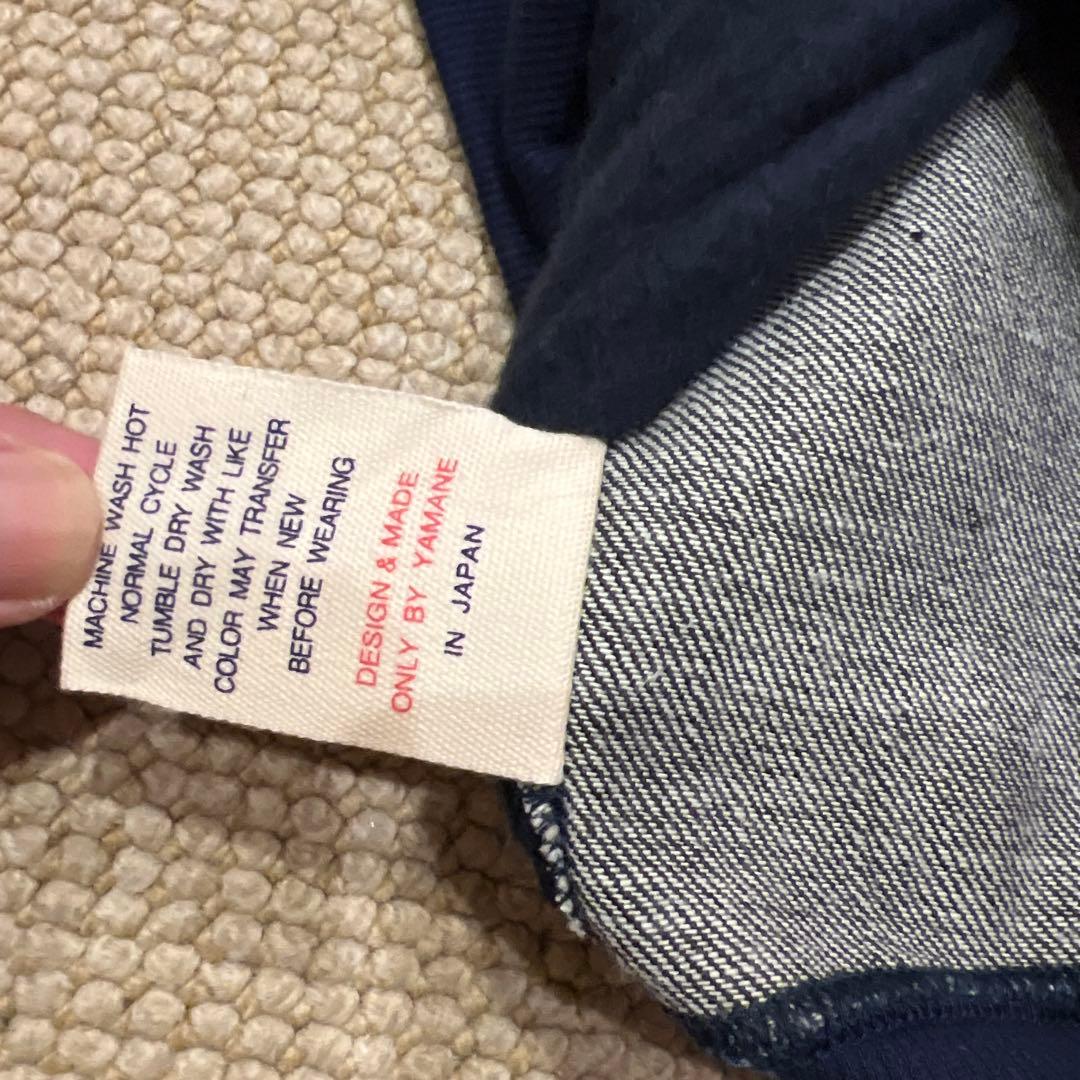 MACHINE WASH HOT
NORMAL CYCLE
TUMBLE DRY WASH
AND DRY WITH LIKE
COLOR MAY TRANSFER
WHEN NEW
BEFORE WEARING
DESIGN & MADE
ONLY BY YAMANE
IN JAPAN